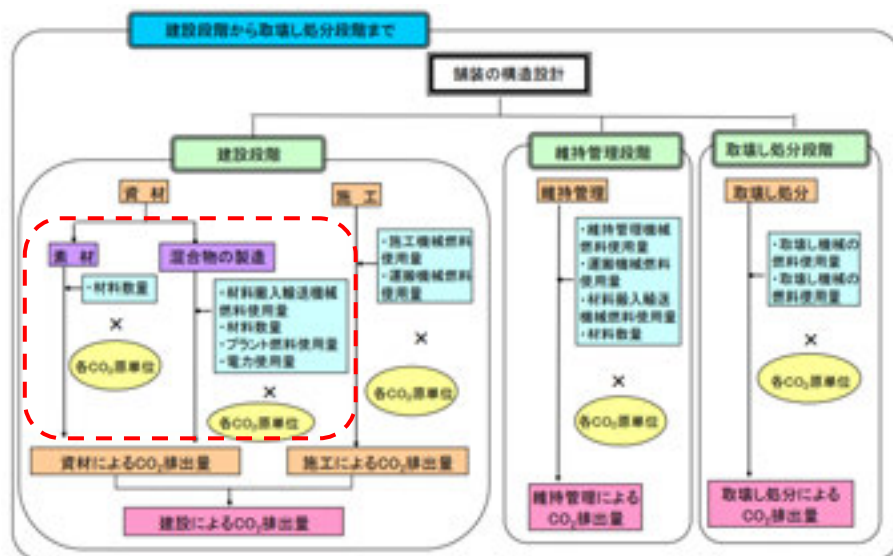 建設段階から取壊し処分段階まで
舗装の構造設計
建設段階
資 材
施 工
素 材
混合物の製造
・材料数量
×
各CO₂原単位
・材料搬入輸送機械
燃料使用量
・材料数量
・プラント燃料使用量
・電力使用量
×
各CO₂原単位
・施工機械燃料
使用量
・運搬機械燃料
使用量
×
各CO₂原単位
資材によるCO₂排出量
施工によるCO₂排出量
建設によるCO₂排出量
維持管理段階
維持管理
・維持管理機械
燃料使用量
・運搬機械燃料
使用量
・材料搬入輸送
機械燃料使用量
・材料数量
×
各CO₂原単位
維持管理による
CO₂排出量
取壊し処分段階
取壊し処分
・取壊し機械の
燃料使用量
・取壊し機械の
燃料使用量
×
各CO₂原単位
取壊し処分による
CO₂排出量